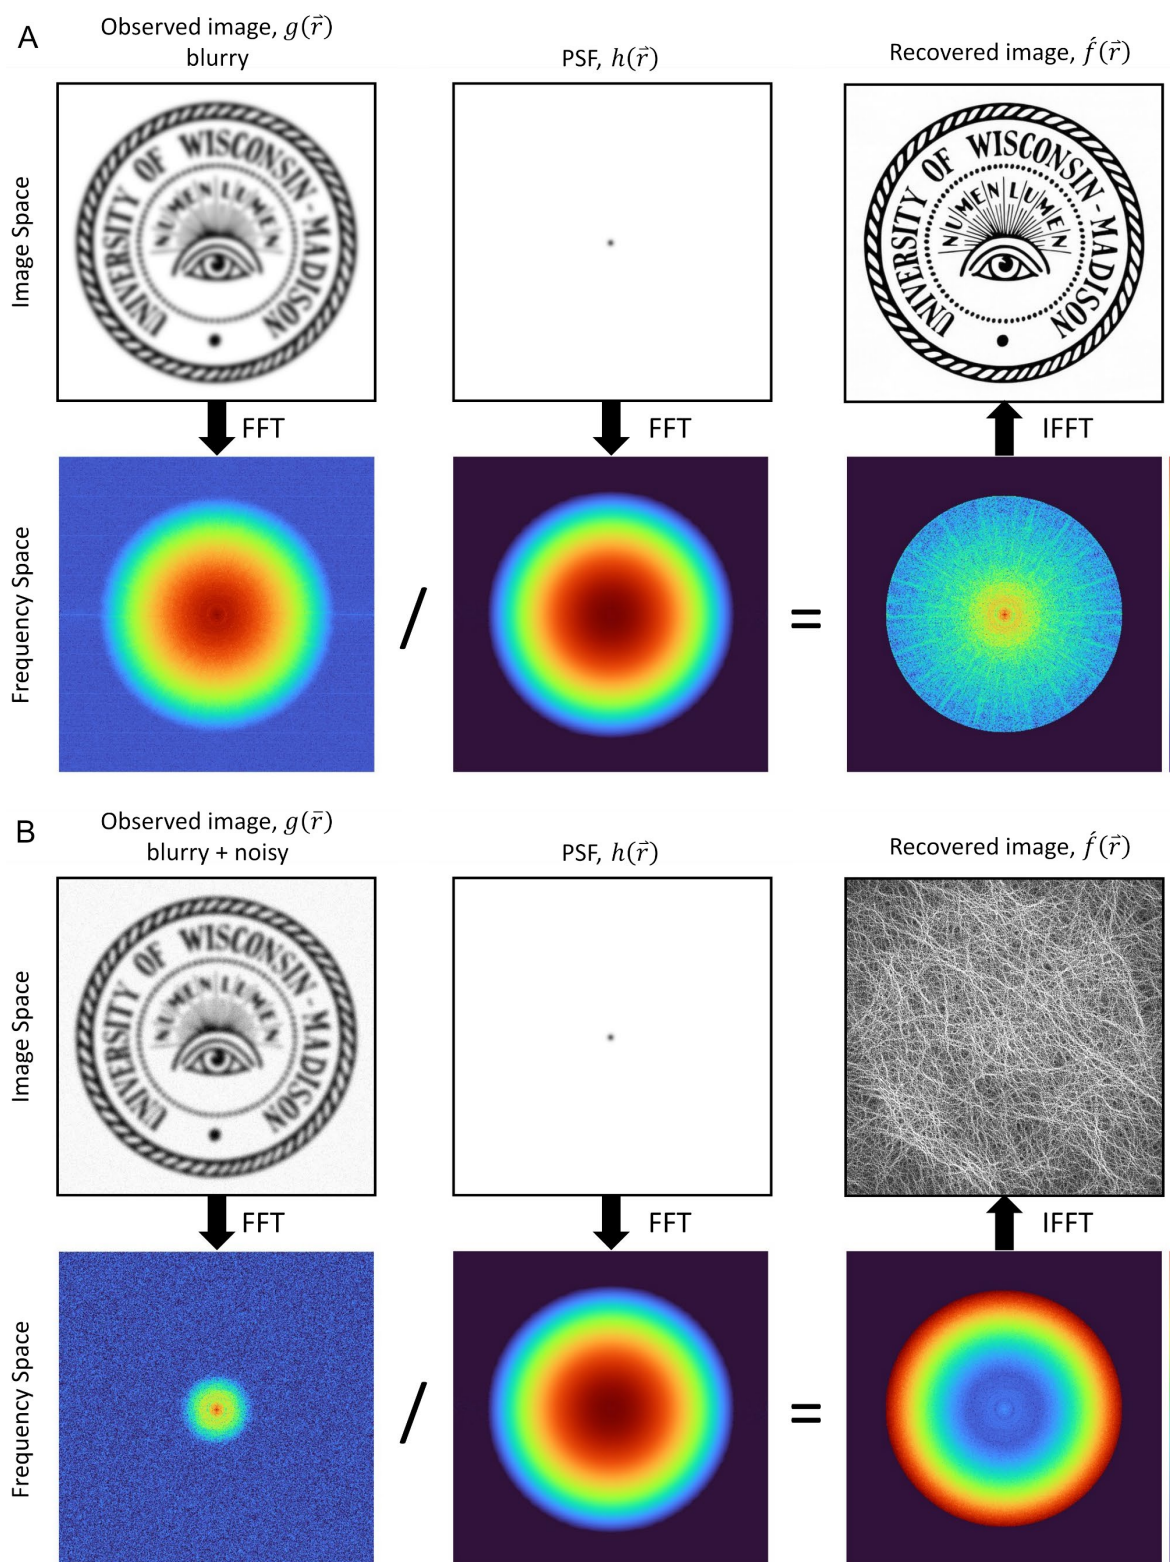 A
Observed image, g(r⃗)
blurry
PSF, h(r⃗)
Recovered image, f́(r⃗)
Image Space
UNIVERSITY OF WISCONSIN-MADISON
NUMEN LUMEN
UNIVERSITY OF WISCONSIN-MADISON
NUMEN LUMEN
FFT
FFT
IFFT
Frequency Space
/
=
B
Observed image, g(r⃗)
blurry + noisy
PSF, h(r⃗)
Recovered image, f́(r⃗)
Image Space
UNIVERSITY OF WISCONSIN-MADISON
NUMEN LUMEN
FFT
FFT
IFFT
Frequency Space
/
=